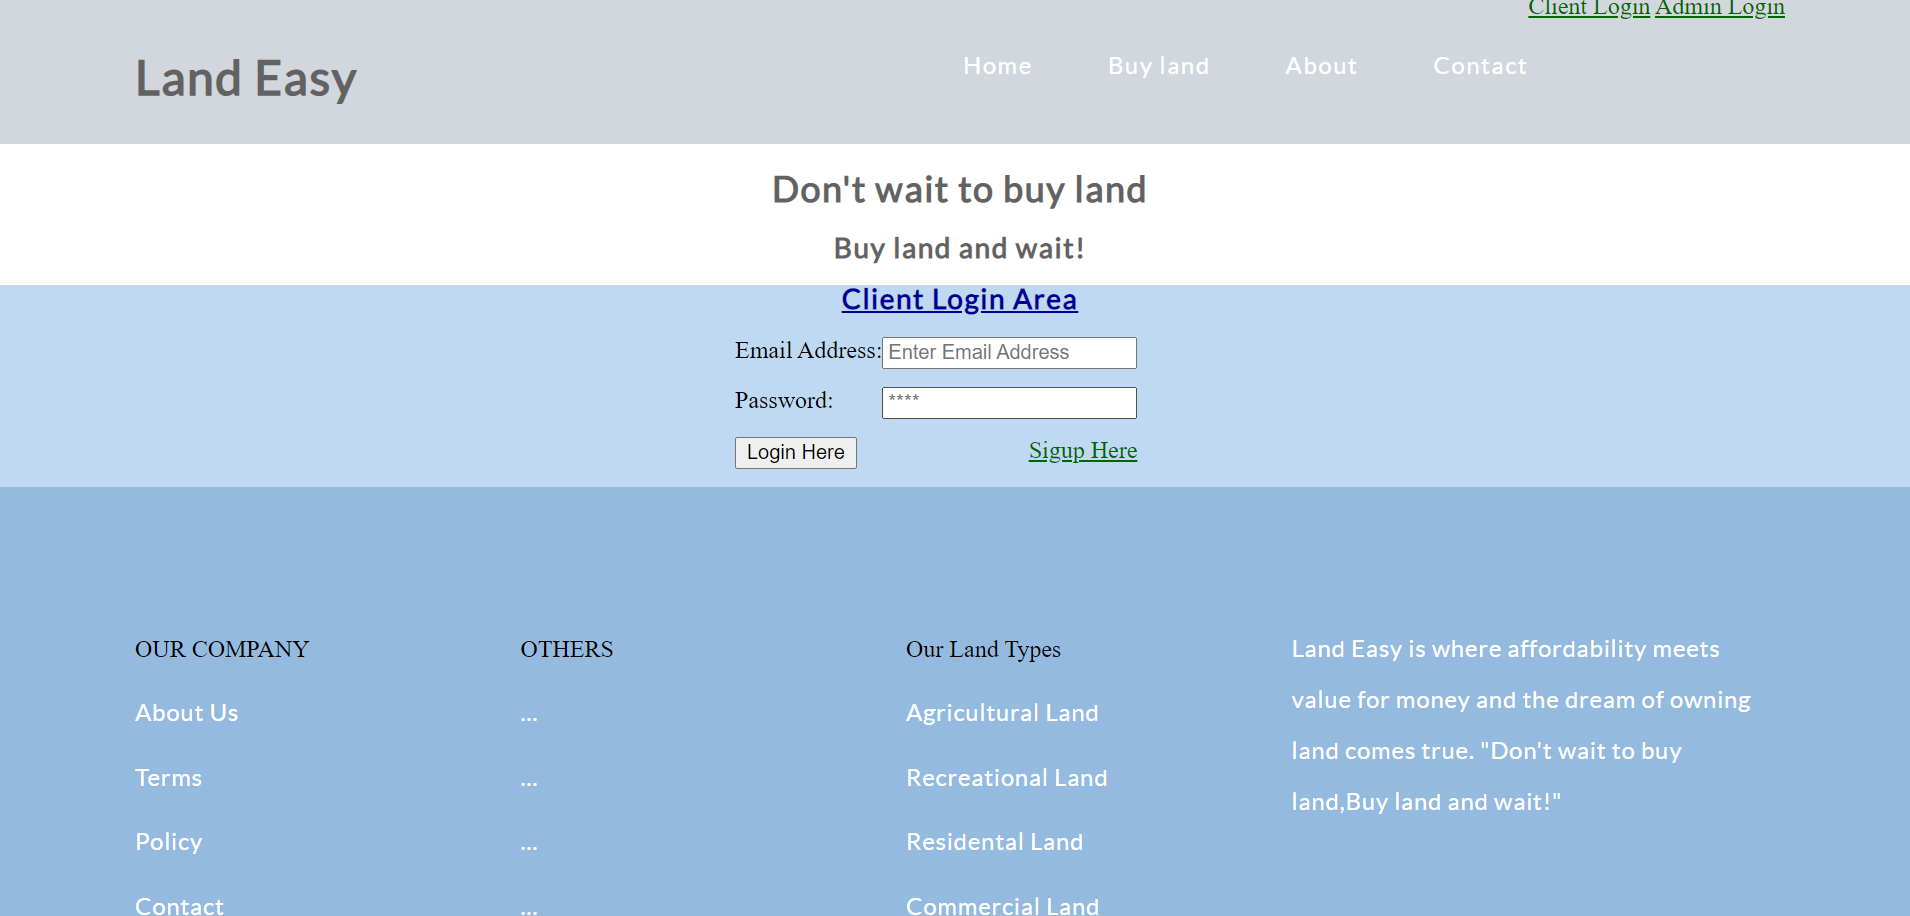 Client Login Admin Login
Land Easy
Home Buy land About Contact
Don't wait to buy land
Buy land and wait!
Client Login Area
Email Address: Enter Email Address
Password: ****
Login Here Sigup Here
OUR COMPANY
About Us
Terms
Policy
Contact
OTHERS
...
...
...
...
Our Land Types
Agricultural Land
Recreational Land
Residental Land
Commercial Land
Land Easy is where affordability meets
value for money and the dream of owning
land comes true. "Don't wait to buy
land,Buy land and wait!"